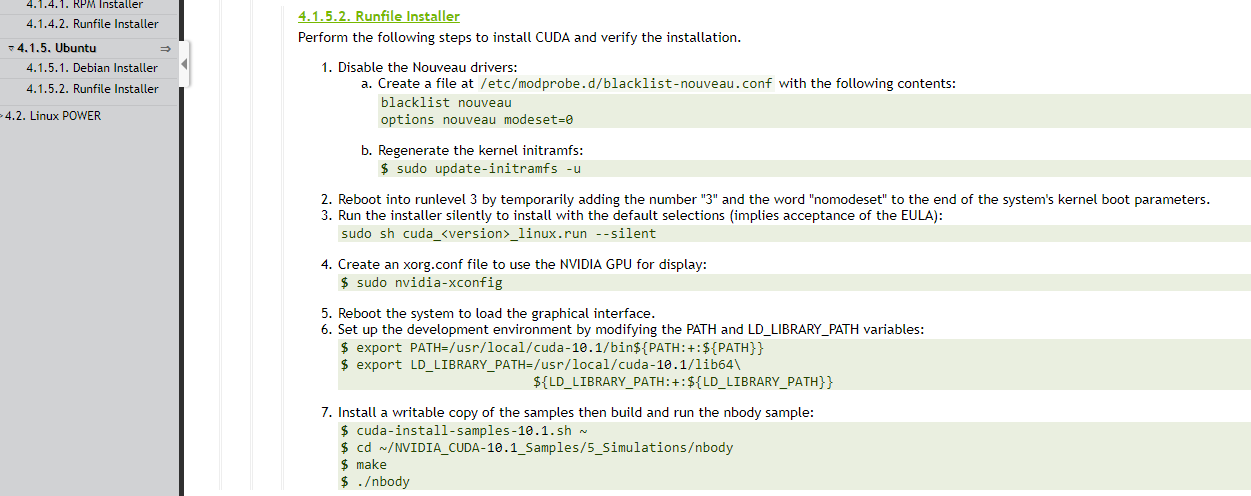 4.1.4.1. RPM Installer
4.1.4.2. Runfile Installer
4.1.5. Ubuntu
4.1.5.1. Debian Installer
4.1.5.2. Runfile Installer
4.2. Linux POWER
4.1.5.2. Runfile Installer
Perform the following steps to install CUDA and verify the installation.
1. Disable the Nouveau drivers:
a. Create a file at /etc/modprobe.d/blacklist-nouveau.conf with the following contents:
blacklist nouveau
options nouveau modeset=0
b. Regenerate the kernel initramfs:
$ sudo update-initramfs -u
2. Reboot into runlevel 3 by temporarily adding the number "3" and the word "nomodeset" to the end of the system's kernel boot parameters.
3. Run the installer silently to install with the default selections (implies acceptance of the EULA):
sudo sh cuda_<version>_linux.run --silent
4. Create an xorg.conf file to use the NVIDIA GPU for display:
$ sudo nvidia-xconfig
5. Reboot the system to load the graphical interface.
6. Set up the development environment by modifying the PATH and LD_LIBRARY_PATH variables:
$ export PATH=/usr/local/cuda-10.1/bin${PATH:+:${PATH}}
$ export LD_LIBRARY_PATH=/usr/local/cuda-10.1/lib64\
${LD_LIBRARY_PATH:+:${LD_LIBRARY_PATH}}
7. Install a writable copy of the samples then build and run the nbody sample:
$ cuda-install-samples-10.1.sh ~
$ cd ~/NVIDIA_CUDA-10.1_Samples/5_Simulations/nbody
$ make
$ ./nbody